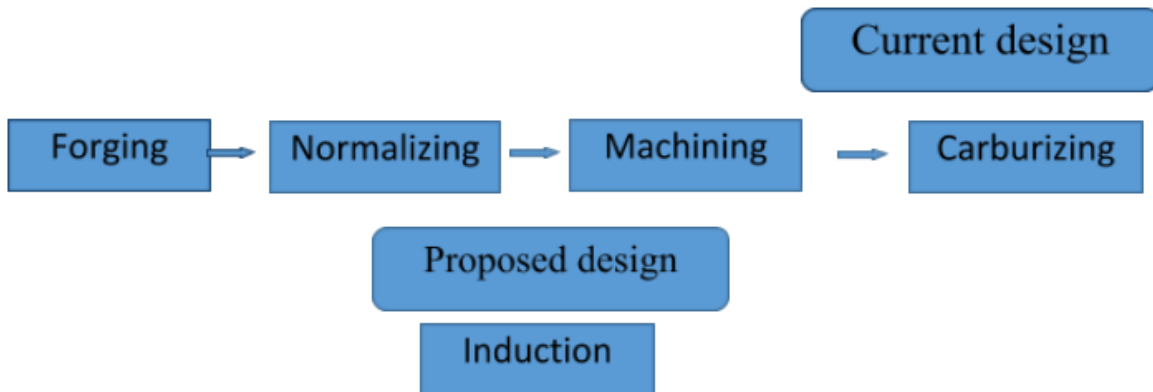 Current design
Forging
Normalizing
Machining
Carburizing
Proposed design
Induction